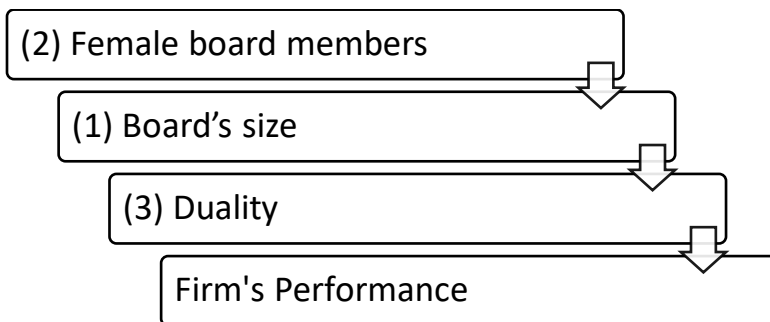 (2) Female board members
(1) Board’s size
(3) Duality
Firm's Performance